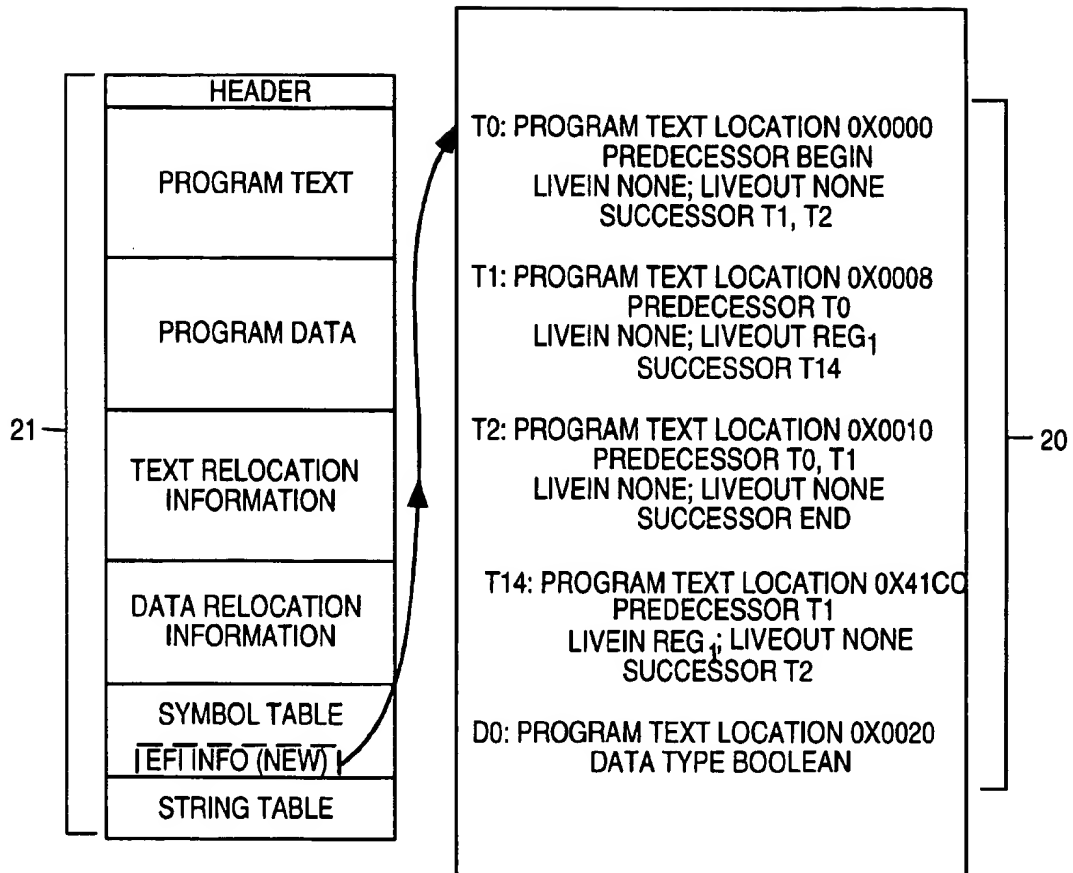 HEADER
PROGRAM TEXT
PROGRAM DATA
TEXT RELOCATION
INFORMATION
DATA RELOCATION
INFORMATION
SYMBOL TABLE
EFI INFO (NEW)
STRING TABLE
21
T0: PROGRAM TEXT LOCATION 0X0000
PREDECESSOR BEGIN
LIVEIN NONE; LIVEOUT NONE
SUCCESSOR T1, T2
T1: PROGRAM TEXT LOCATION 0X0008
PREDECESSOR T0
LIVEIN NONE; LIVEOUT REG1
SUCCESSOR T14
T2: PROGRAM TEXT LOCATION 0X0010
PREDECESSOR T0, T1
LIVEIN NONE; LIVEOUT NONE
SUCCESSOR END
T14: PROGRAM TEXT LOCATION 0X41CC
PREDECESSOR T1
LIVEIN REG1; LIVEOUT NONE
SUCCESSOR T2
D0: PROGRAM TEXT LOCATION 0X0020
DATA TYPE BOOLEAN
20